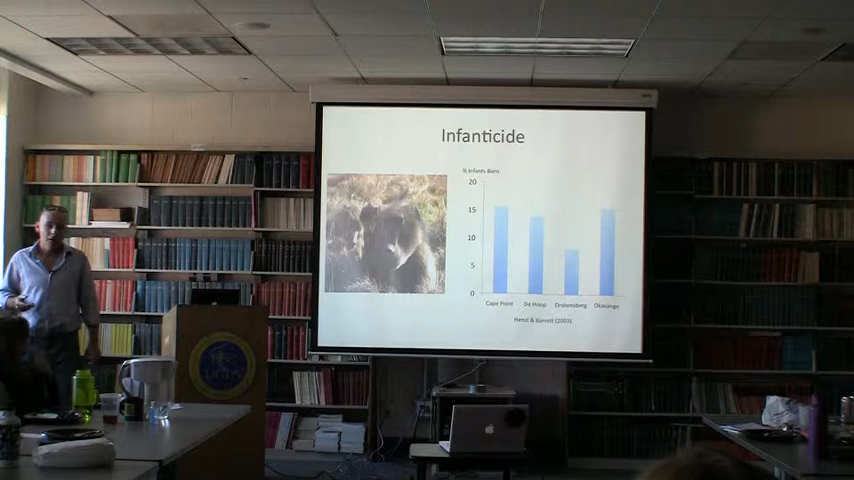 Infanticide
% Infants Born
20
15
10
5
0
Cape Point De Hoop Drakensberg Okavango
Henzi & Barrett (2003)